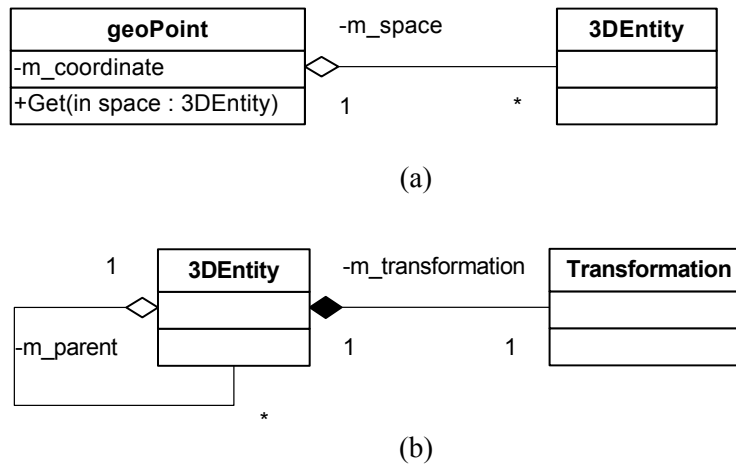 geoPoint
-m_coordinate
+Get(in space : 3DEntity)
-m_space
1
*
3DEntity
(a)
1
3DEntity
-m_parent
*
-m_transformation
1
1
Transformation
(b)